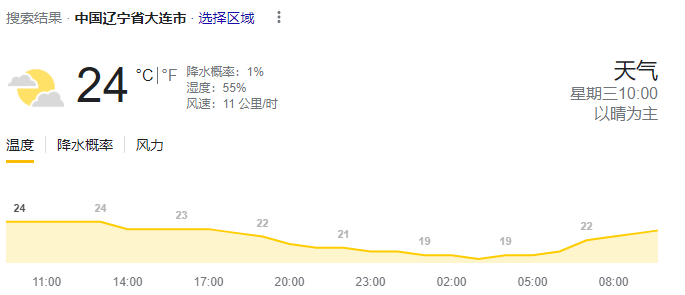 搜索结果 · 中国辽宁省大连市 · 选择区域
24 °C | °F
降水概率：1%
湿度：55%
风速：11 公里/时
天气
星期三10:00
以晴为主
温度 降水概率 风力
24 24 23 22 21 19 19 22
11:00 14:00 17:00 20:00 23:00 02:00 05:00 08:00